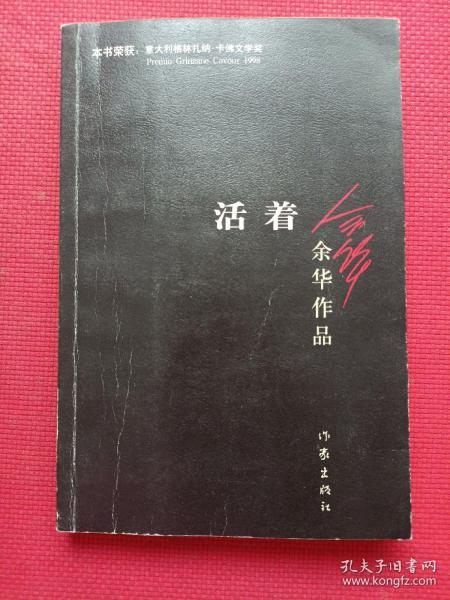 本书荣获：意大利格林扎纳·卡佛文学奖
Premio Grinzane Cavour 1998
活着
余华
余华作品
作家出版社
孔夫子旧书网
www.kongfz.com